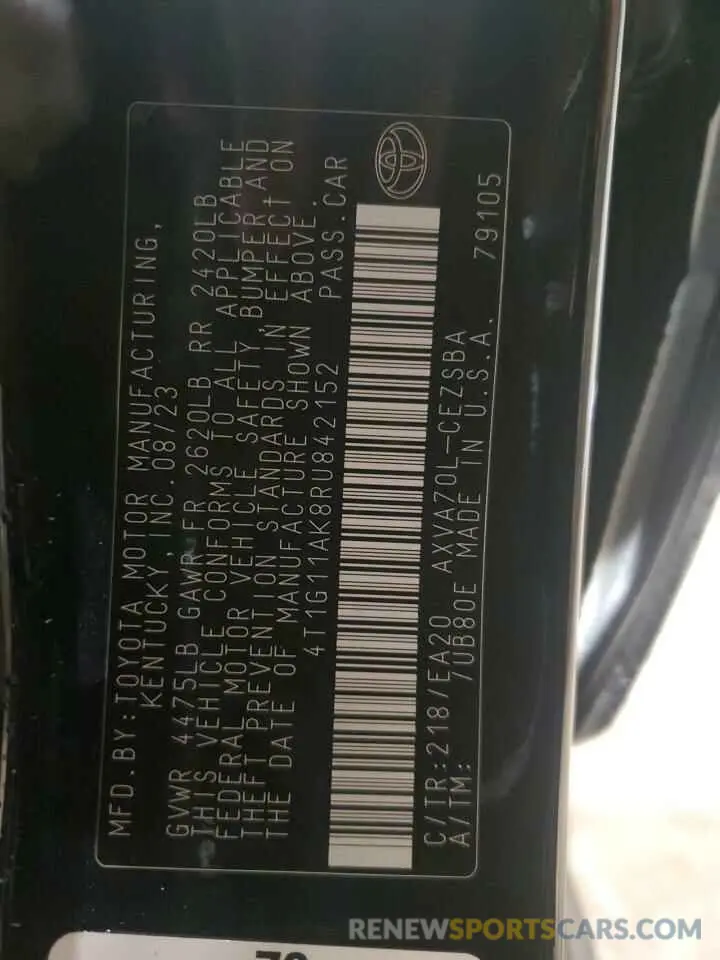 MFD.BY:TOYOTA MOTOR MANUFACTURING,
KENTUCKY,INC.08/23
GVWR 4475LB GAWR FR 2620LB RR 2420LB
THIS VEHICLE CONFORMS TO ALL APPLICABLE
FEDERAL MOTOR VEHICLE SAFETY, BUMPER,AND
THEFT PREVENTION STANDARDS IN EFFECT ON
THE DATE OF MANUFACTURE SHOWN ABOVE.
4T1G11AK8RU842152 PASS.CAR
C/TR:218/EA20 AXVA70L-CEZSBA
A/TM: /UB80E MADE IN U.S.A. 79105
RENEWSPORTSCARS.COM